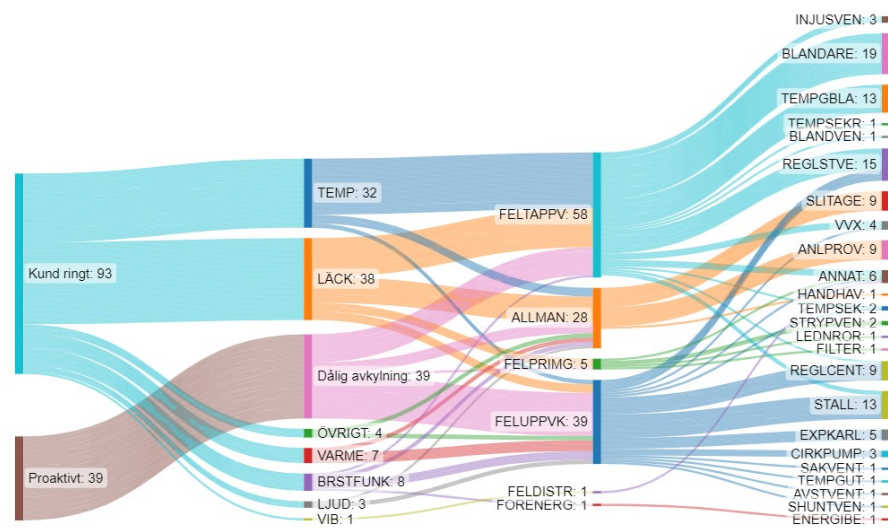 Kund ringt: 93
Proaktivt: 39
TEMP: 32
LÄCK: 38
Dålig avkylning: 39
ÖVRIGT: 4
VARME: 7
BRSTFUNK: 8
LJUD: 3
VIB: 1
FELTAPPV: 58
ALLMAN: 28
FELPRIMG: 5
FELUPPVK: 39
FELDISTR: 1
FORENERG: 1
INJUSVEN: 3
BLANDARE: 19
TEMPGBLA: 13
TEMPSEKR: 1
BLANDVEN: 1
REGLSTVE: 15
SLITAGE: 9
VVX: 4
ANLPROV: 9
ANNAT: 6
HANDHAV: 1
TEMPSEK: 2
STRYPVEN: 2
LEDNROR: 1
FILTER: 1
REGLCENT: 9
STALL: 13
EXPKARL: 5
CIRKPUMP: 3
SAKVENT: 1
TEMPGUT: 1
AVSTVENT: 1
SHUNTVEN: 1
ENERGIBE: 1